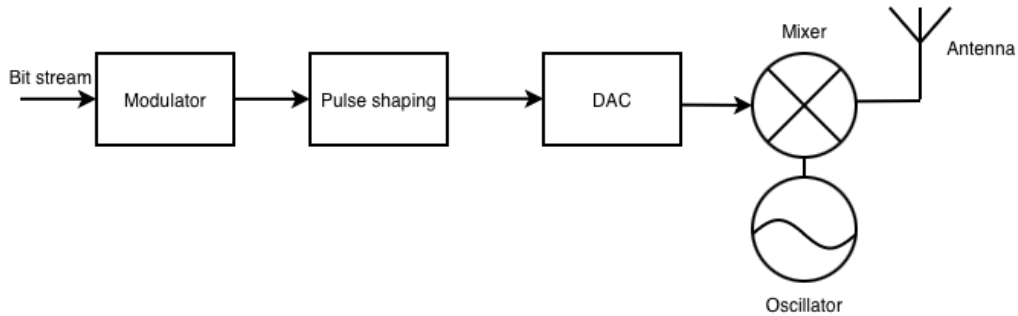 Mixer
Antenna
Bit stream
Modulator
Pulse shaping
DAC
Oscillator